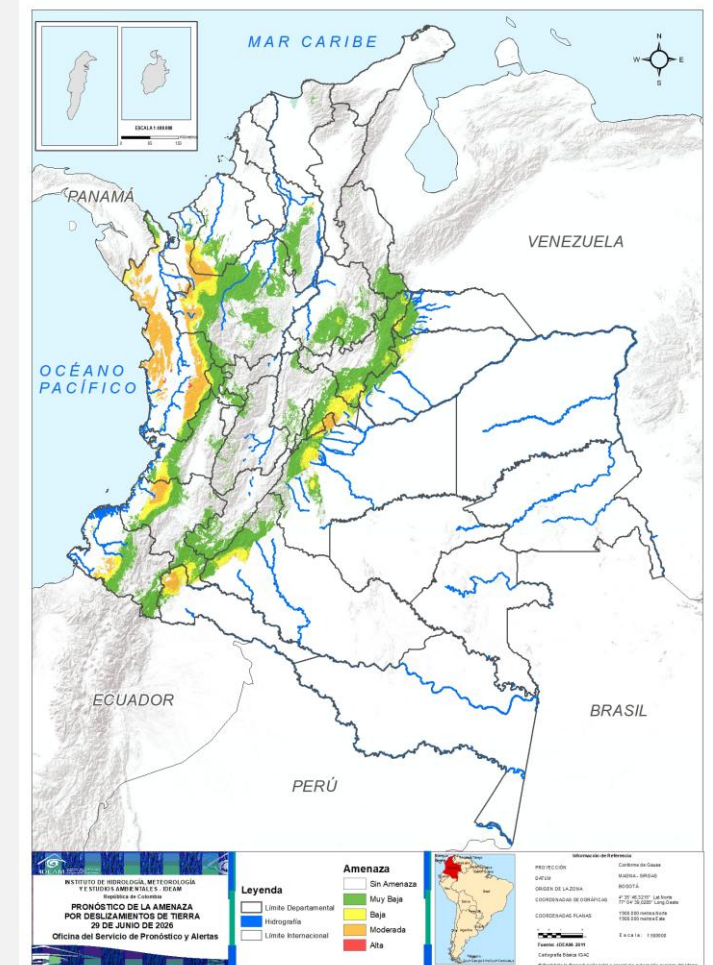 MAR CARIBE
N
W
E
S
ESCALA 1:600.000
PANAMÁ
VENEZUELA
OCÉANO
PACÍFICO
ECUADOR
BRASIL
PERÚ
IDEAM
INSTITUTO DE HIDROLOGÍA, METEOROLOGÍA
Y ESTUDIOS AMBIENTALES - IDEAM
República de Colombia
PRONÓSTICO DE LA AMENAZA
POR DESLIZAMIENTOS DE TIERRA
29 DE JUNIO DE 2026
Oficina del Servicio de Pronóstico y Alertas
Leyenda
Límite Departamental
Hidrografía
Límite Internacional
Amenaza
Sin Amenaza
Muy Baja
Baja
Moderada
Alta
Información de Referencia
PROYECCIÓN Conforme de Gauss
DATUM MAGNA - SIRGAS
ORIGEN DE LA ZONA BOGOTÁ
COORDENADAS GEOGRÁFICAS
COORDENADAS PLANAS
Escala:
Fuente: IDEAM 2011
Cartografía Básica IGAC